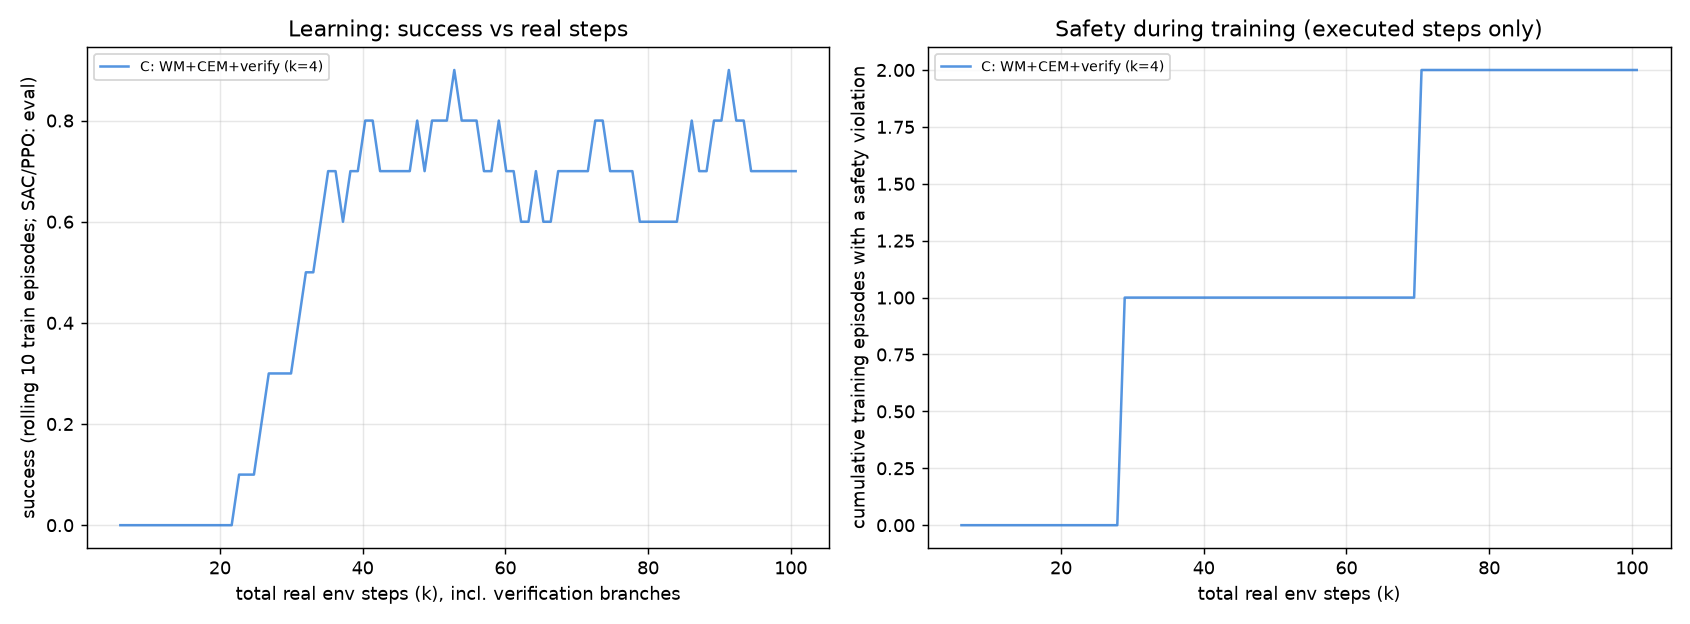 Learning: success vs real steps
C: WM+CEM+verify (k=4)
success (rolling 10 train episodes; SAC/PPO: eval)
0.8
0.6
0.4
0.2
0.0
20 40 60 80 100
total real env steps (k), incl. verification branches
Safety during training (executed steps only)
C: WM+CEM+verify (k=4)
cumulative training episodes with a safety violation
2.00
1.75
1.50
1.25
1.00
0.75
0.50
0.25
0.00
20 40 60 80 100
total real env steps (k)